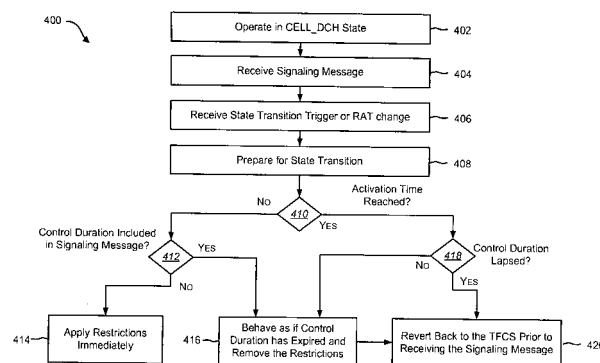 400
Operate in CELL_DCH State
402
Receive Signaling Message
404
Receive State Transition Trigger or RAT change
406
Prepare for State Transition
408
Activation Time
Reached?
NO
410
YES
Control Duration Included
in Signaling Message?
412
YES
NO
418
Control Duration
Lapsed?
NO
YES
414
Apply Restrictions
Immediately
416
Behave as if Control
Duration has Expired and
Remove the Restrictions
Revert Back to the TFCS Prior to
Receiving the Signaling Message
420